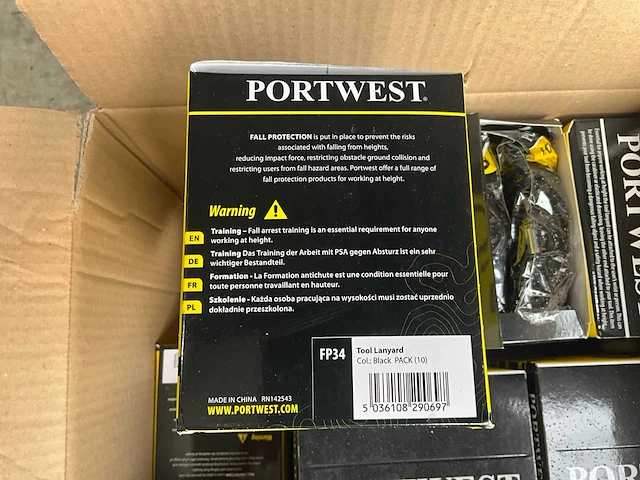 PORTWEST®
FALL PROTECTION is put in place to prevent the risks
associated with falling from heights,
reducing impact force, restricting obstacle ground collision and
restricting users from fall hazard areas. Portwest offer a full range of
fall protection products for working at height.
Warning
EN
Training – Fall arrest training is an essential requirement for anyone
working at height.
DE
Training Das Training der Arbeit mit PSA gegen Absturz ist ein sehr
wichtiger Bestandteil.
FR
Formation - La Formation antichute est une condition essentielle pour
toute personne travaillant en hauteur.
PL
Szkolenie - Każda osoba pracująca na wysokości musi zostać uprzednio
dokładnie przeszkolona.
FP34
Tool Lanyard
Col.: Black PACK (10)
5 036108 290697
MADE IN CHINA RN142543
WWW.PORTWEST.COM
PORTWEST
Warning
PORTWEST